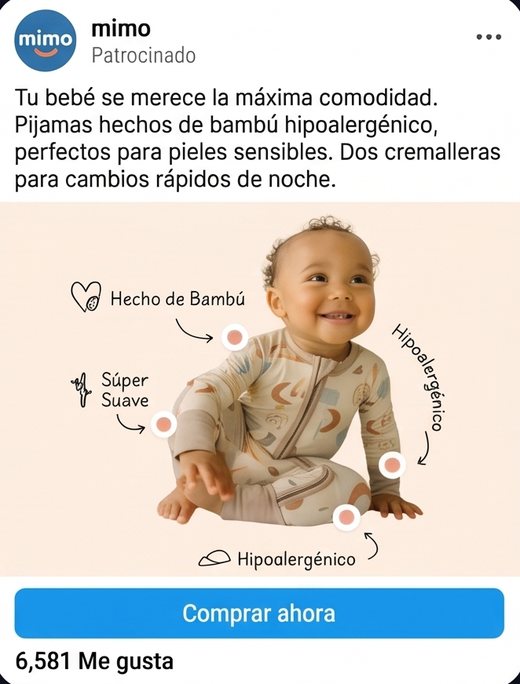 mimo
mimo
Patrocinado
Tu bebé se merece la máxima comodidad.
Pijamas hechos de bambú hipoalergénico,
perfectos para pieles sensibles. Dos cremalleras
para cambios rápidos de noche.
Hecho de Bambú
Súper
Suave
Hipoalergénico
Hipoalergénico
Comprar ahora
6,581 Me gusta